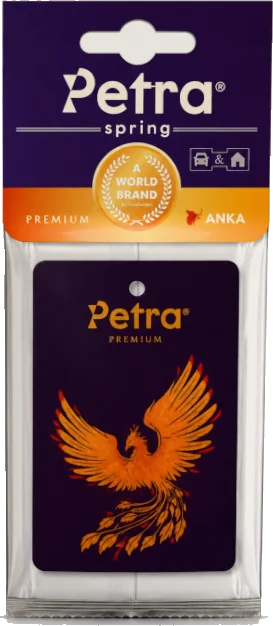 Petra®
spring
A
WORLD
BRAND
&
PREMIUM
ANKA
Petra®
PREMIUM